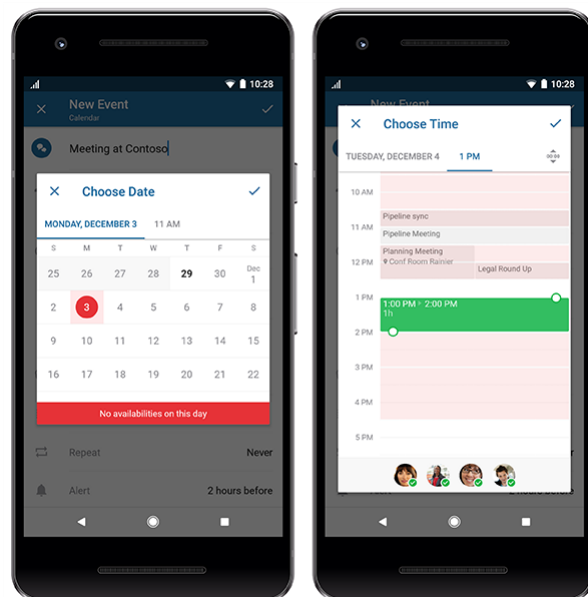 10:28
New Event
Calendar
Meeting at Contoso
Choose Date
MONDAY, DECEMBER 3 11 AM
S M T W T F S
25 26 27 28 29 30 Dec 1
2 3 4 5 6 7 8
9 10 11 12 13 14 15
16 17 18 19 20 21 22
No availabilities on this day
Repeat Never
Alert 2 hours before
10:28
New Event
Choose Time
TUESDAY, DECEMBER 4 1 PM
10 AM
Pipeline sync
11 AM
Pipeline Meeting
Planning Meeting
Conf Room Rainier
12 PM
Legal Round Up
1 PM
1:00 PM 2:00 PM
1h
2 PM
3 PM
4 PM
5 PM